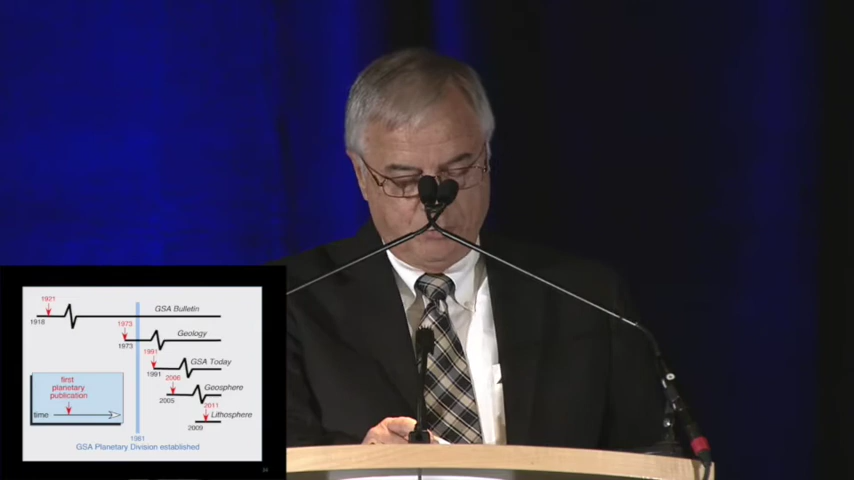 1921
GSA Bulletin
1918
1973
Geology
1973
1991
GSA Today
1991
2006
Geosphere
2005
2011
Lithosphere
2009
first
planetary
publication
time
1981
GSA Planetary Division established